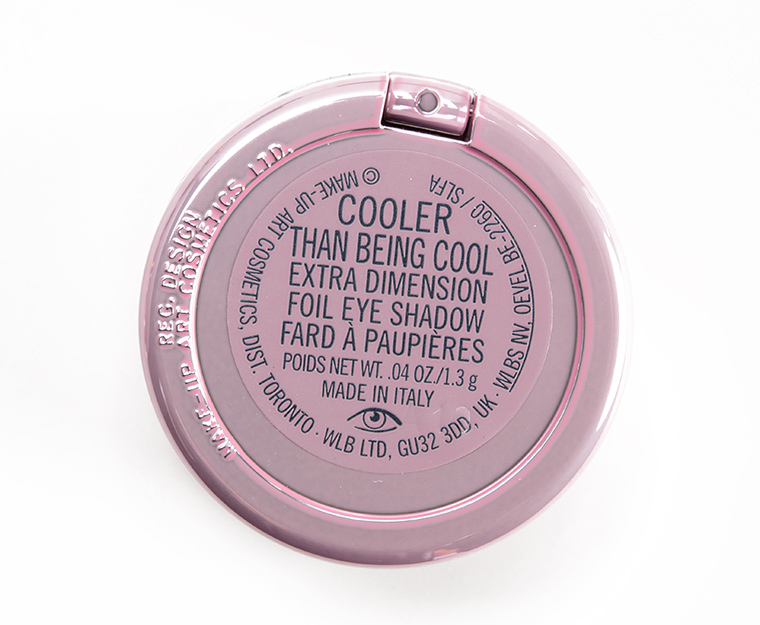 COOLER
THAN BEING COOL
EXTRA DIMENSION
FOIL EYE SHADOW
FARD À PAUPIÈRES
POIDS NET WT. .04 OZ./1.3 g
MADE IN ITALY
© MAKE-UP ART COSMETICS, DIST. TORONTO · WLB LTD, GU32 3DD, UK · WLBS NV. OEVEL BE-2260 / SLFA
REG. DESIGN
MAKE-UP ART COSMETICS LTD.